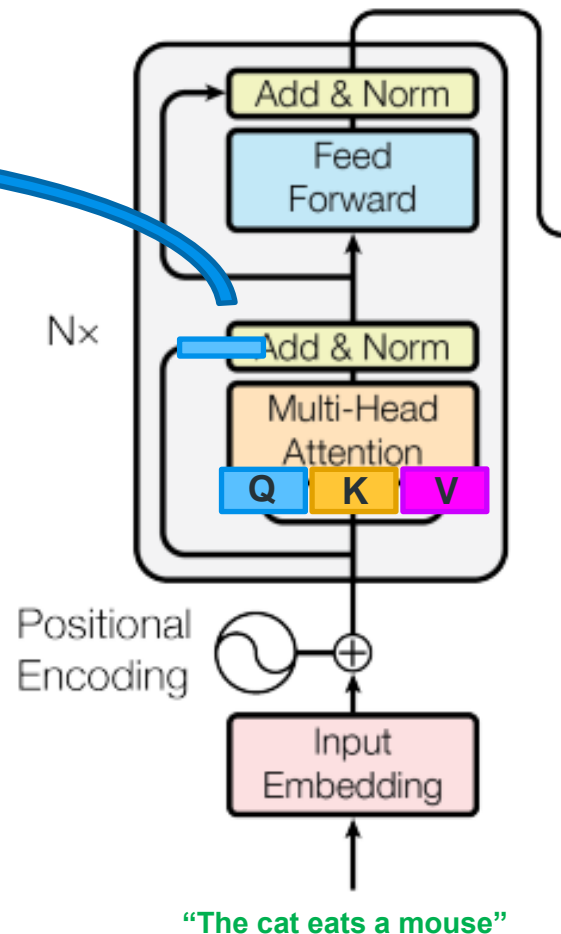 Add & Norm
Feed
Forward
Nx
Add & Norm
Multi-Head
Attention
Q K V
Positional
Encoding
Input
Embedding
“The cat eats a mouse”